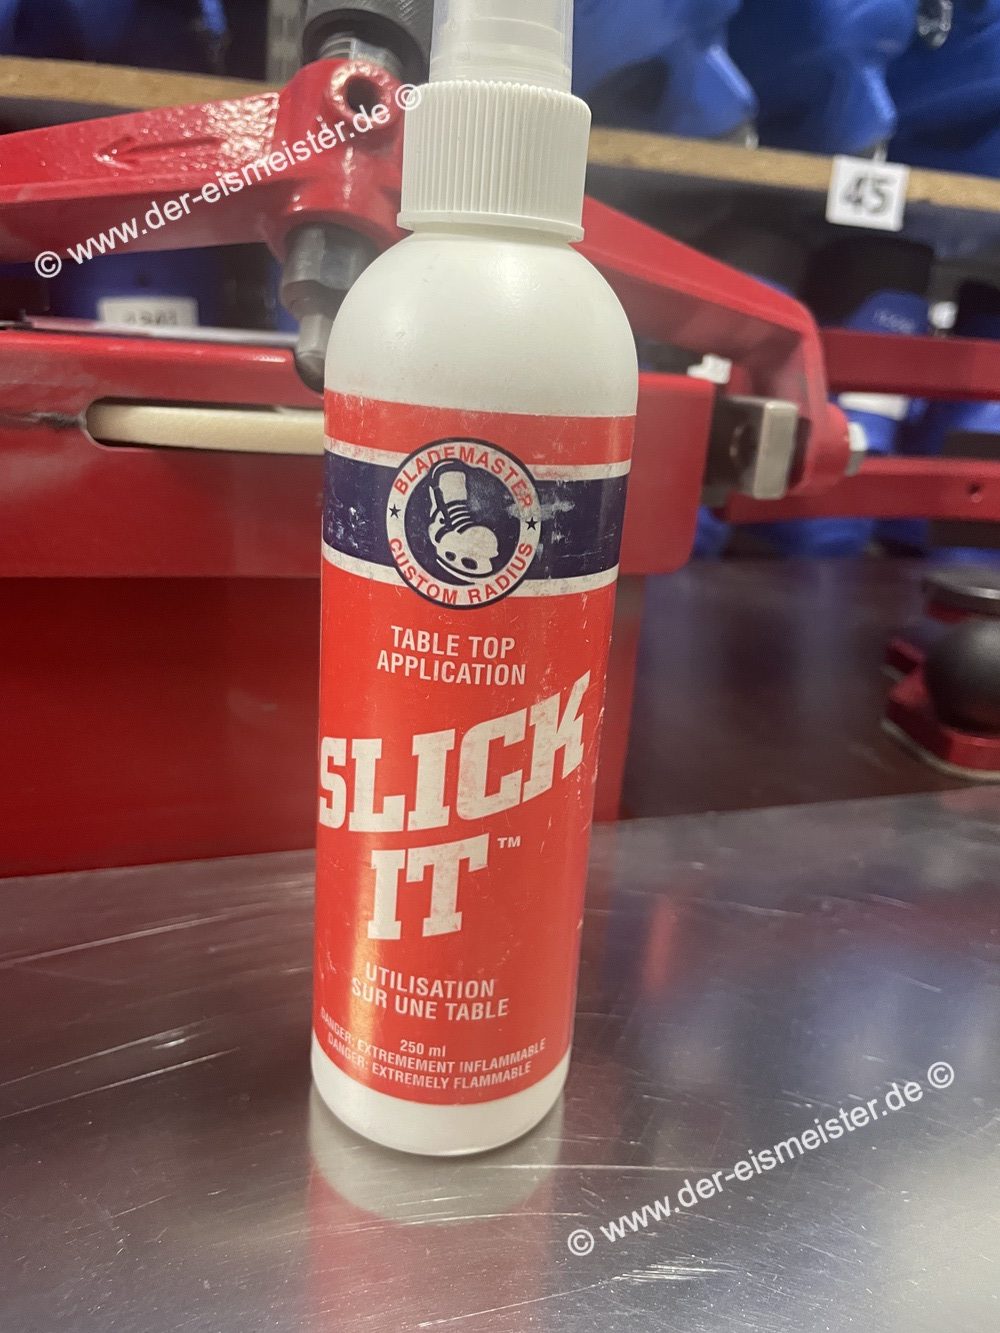 © www.der-eismeister.de ©
45
BLADEMASTER
CUSTOM RADIUS
TABLE TOP
APPLICATION
SLICK
IT™
UTILISATION
SUR UNE TABLE
250 ml
DANGER: EXTREMEMENT INFLAMMABLE
DANGER: EXTREMELY FLAMMABLE
© www.der-eismeister.de ©